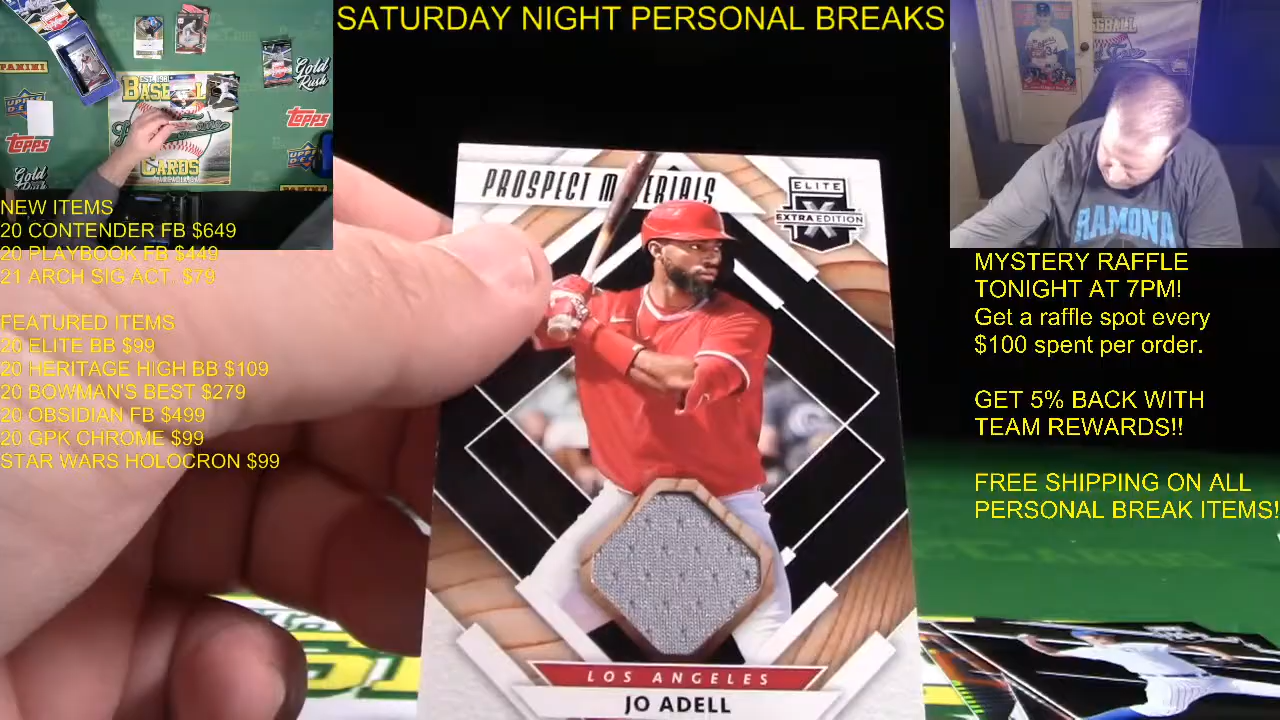 SATURDAY NIGHT PERSONAL BREAKS
PANINI
Gold
Rush
EST. 198
BASEBALL
CARDS
Topps
Topps
Gold
NEW ITEMS
20 CONTENDER FB $649
20 PLAYBOOK FB $449
21 ARCH SIG ACT. $79
FEATURED ITEMS
20 ELITE BB $99
20 HERITAGE HIGH BB $109
20 BOWMAN'S BEST $279
20 OBSIDIAN FB $499
20 GPK CHROME $99
STAR WARS HOLOCRON $99
PROSPECT MATERIALS
ELITE
X
EXTRA EDITION
LOS ANGELES
JO ADELL
RAMONA
MYSTERY RAFFLE
TONIGHT AT 7PM!
Get a raffle spot every
$100 spent per order.
GET 5% BACK WITH
TEAM REWARDS!!
FREE SHIPPING ON ALL
PERSONAL BREAK ITEMS!